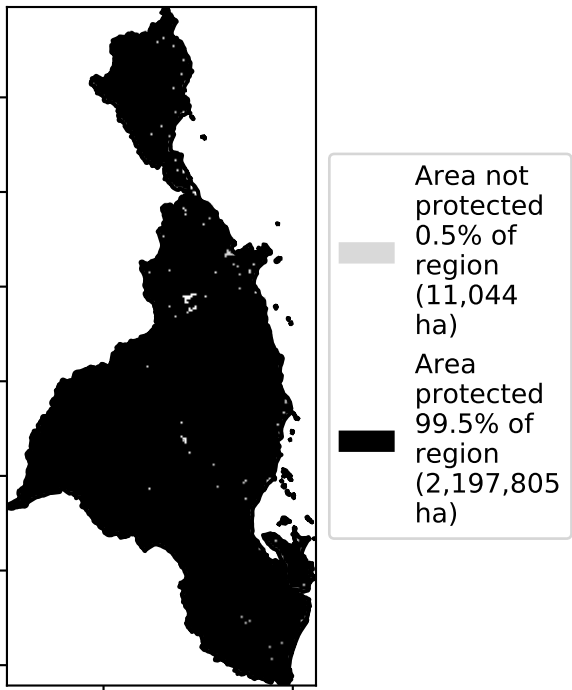 Area not
protected
0.5% of
region
(11,044
ha)
Area
protected
99.5% of
region
(2,197,805
ha)